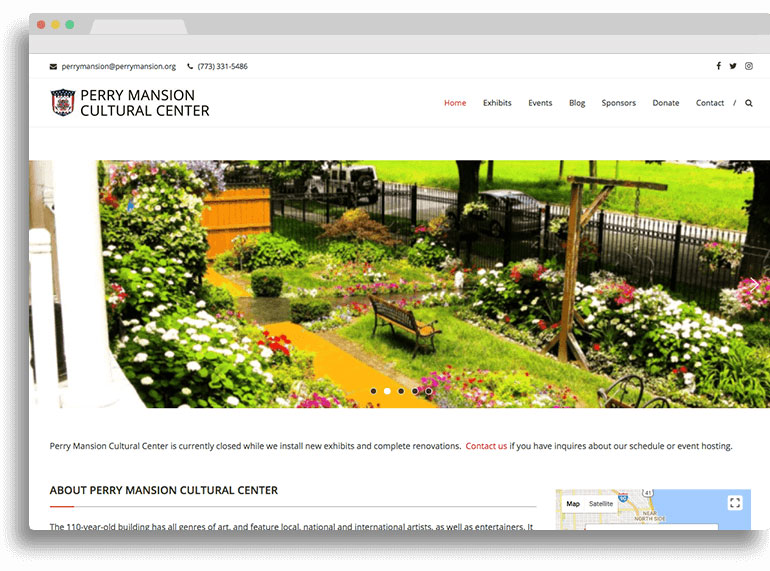 perrymansion@perrymansion.org (773) 331-5486
PERRY MANSION
CULTURAL CENTER
Home Exhibits Events Blog Sponsors Donate Contact /
Perry Mansion Cultural Center is currently closed while we install new exhibits and complete renovations. Contact us if you have inquires about our schedule or event hosting.
ABOUT PERRY MANSION CULTURAL CENTER
The 110-year-old building has all genres of art, and feature local, national and international artists, as well as entertainers. It
Map Satellite
41
NEAR
NORTH SIDE